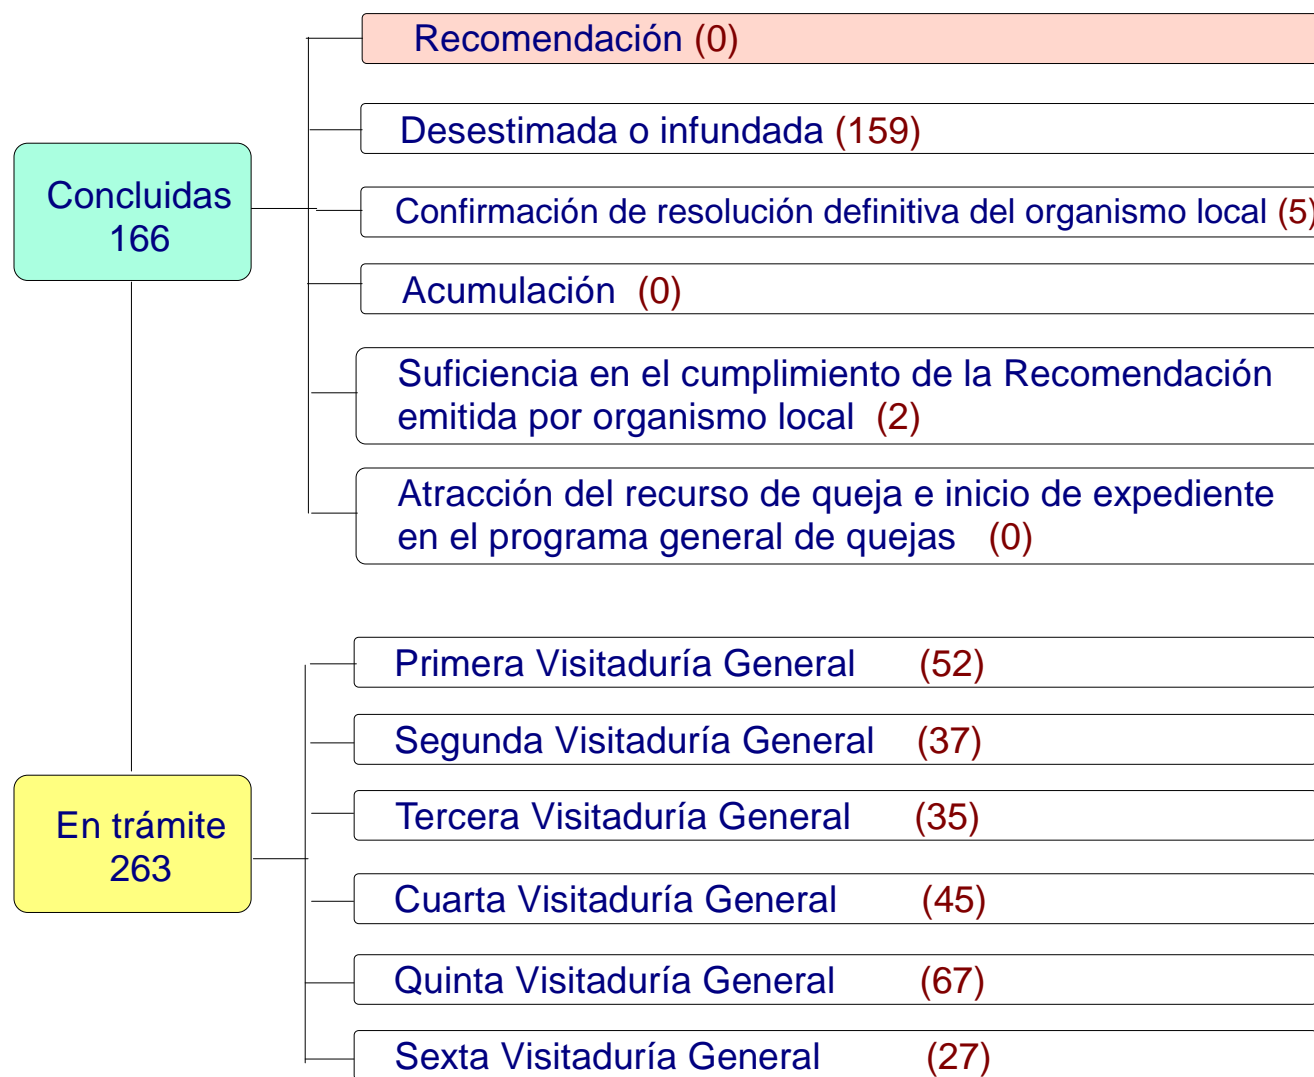 Recomendación (0)
Desestimada o infundada (159)
Concluidas
166
Confirmación de resolución definitiva del organismo local (5)
Acumulación (0)
Suficiencia en el cumplimiento de la Recomendación
emitida por organismo local (2)
Atracción del recurso de queja e inicio de expediente
en el programa general de quejas (0)
Primera Visitaduría General (52)
Segunda Visitaduría General (37)
Tercera Visitaduría General (35)
En trámite
263
Cuarta Visitaduría General (45)
Quinta Visitaduría General (67)
Sexta Visitaduría General (27)